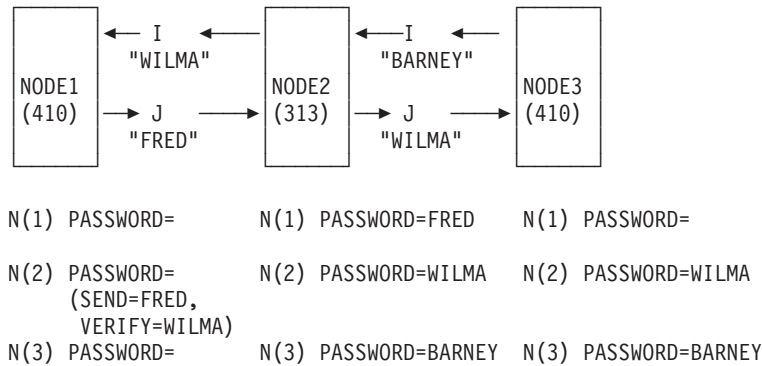 I I
"WILMA" "BARNEY"
NODE1 NODE2 NODE3
(410) J (313) J (410)
"FRED" "WILMA"
N(1) PASSWORD= N(1) PASSWORD=FRED N(1) PASSWORD=
N(2) PASSWORD= N(2) PASSWORD=WILMA N(2) PASSWORD=WILMA
(SEND=FRED,
VERIFY=WILMA)
N(3) PASSWORD= N(3) PASSWORD=BARNEY N(3) PASSWORD=BARNEY